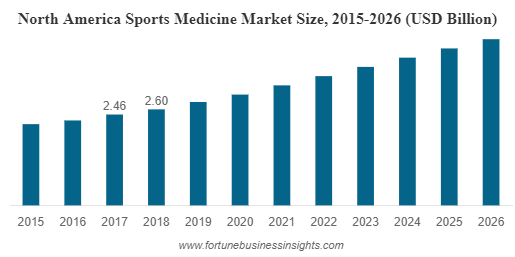 North America Sports Medicine Market Size, 2015-2026 (USD Billion)
2.46 2.60
2015 2016 2017 2018 2019 2020 2021 2022 2023 2024 2025 2026
www.fortunebusinessinsights.com